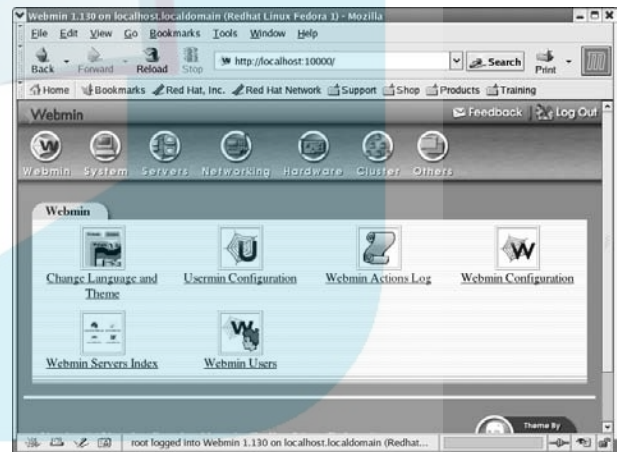 Webmin 1.130 on localhost.localdomain (Redhat Linux Fedora 1) - Mozilla
File Edit View Go Bookmarks Tools Window Help
Back Forward Reload Stop http://localhost:10000/ Search Print
Home Bookmarks Red Hat, Inc. Red Hat Network Support Shop Products Training
Webmin Feedback Log Out
Webmin System Servers Networking Hardware Cluster Others
Webmin
Change Language and Theme
Usermin Configuration
Webmin Actions Log
Webmin Configuration
Webmin Servers Index
Webmin Users
Theme By
root logged into Webmin 1.130 on localhost.localdomain (Redhat...